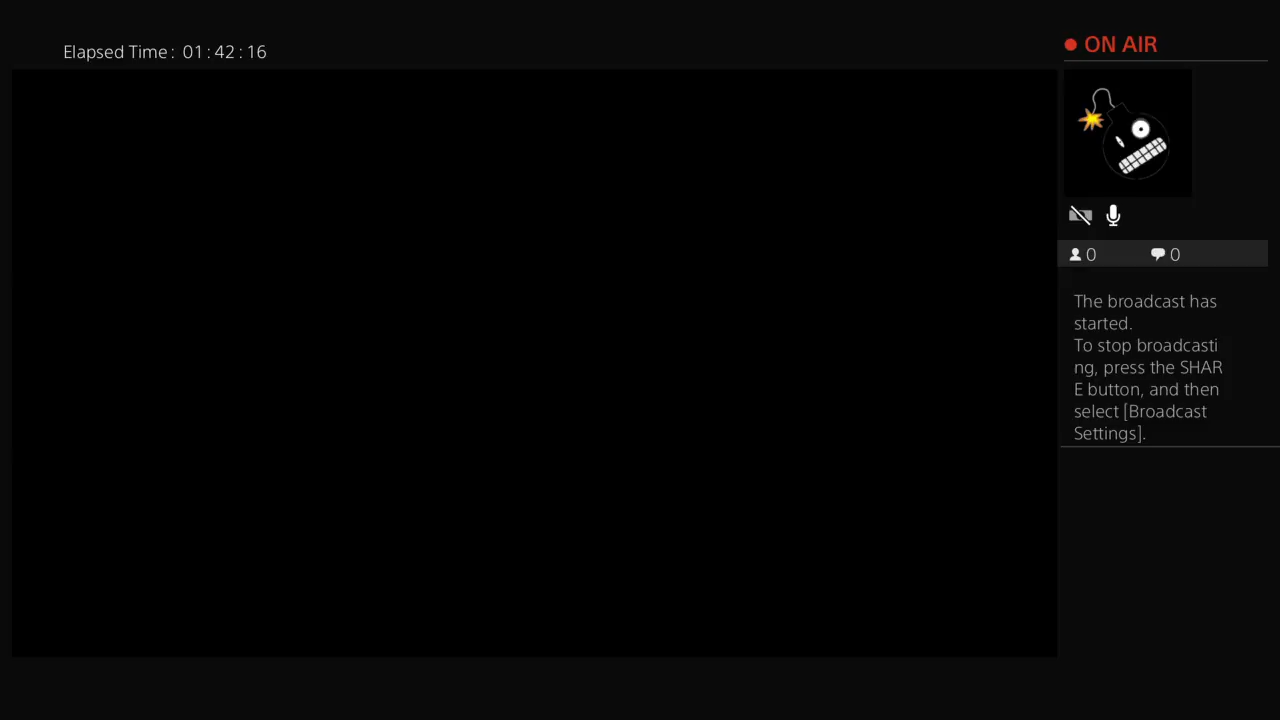 Elapsed Time: 01:42:16
ON AIR
0 0
The broadcast has
started.
To stop broadcasti
ng, press the SHAR
E button, and then
select [Broadcast
Settings].